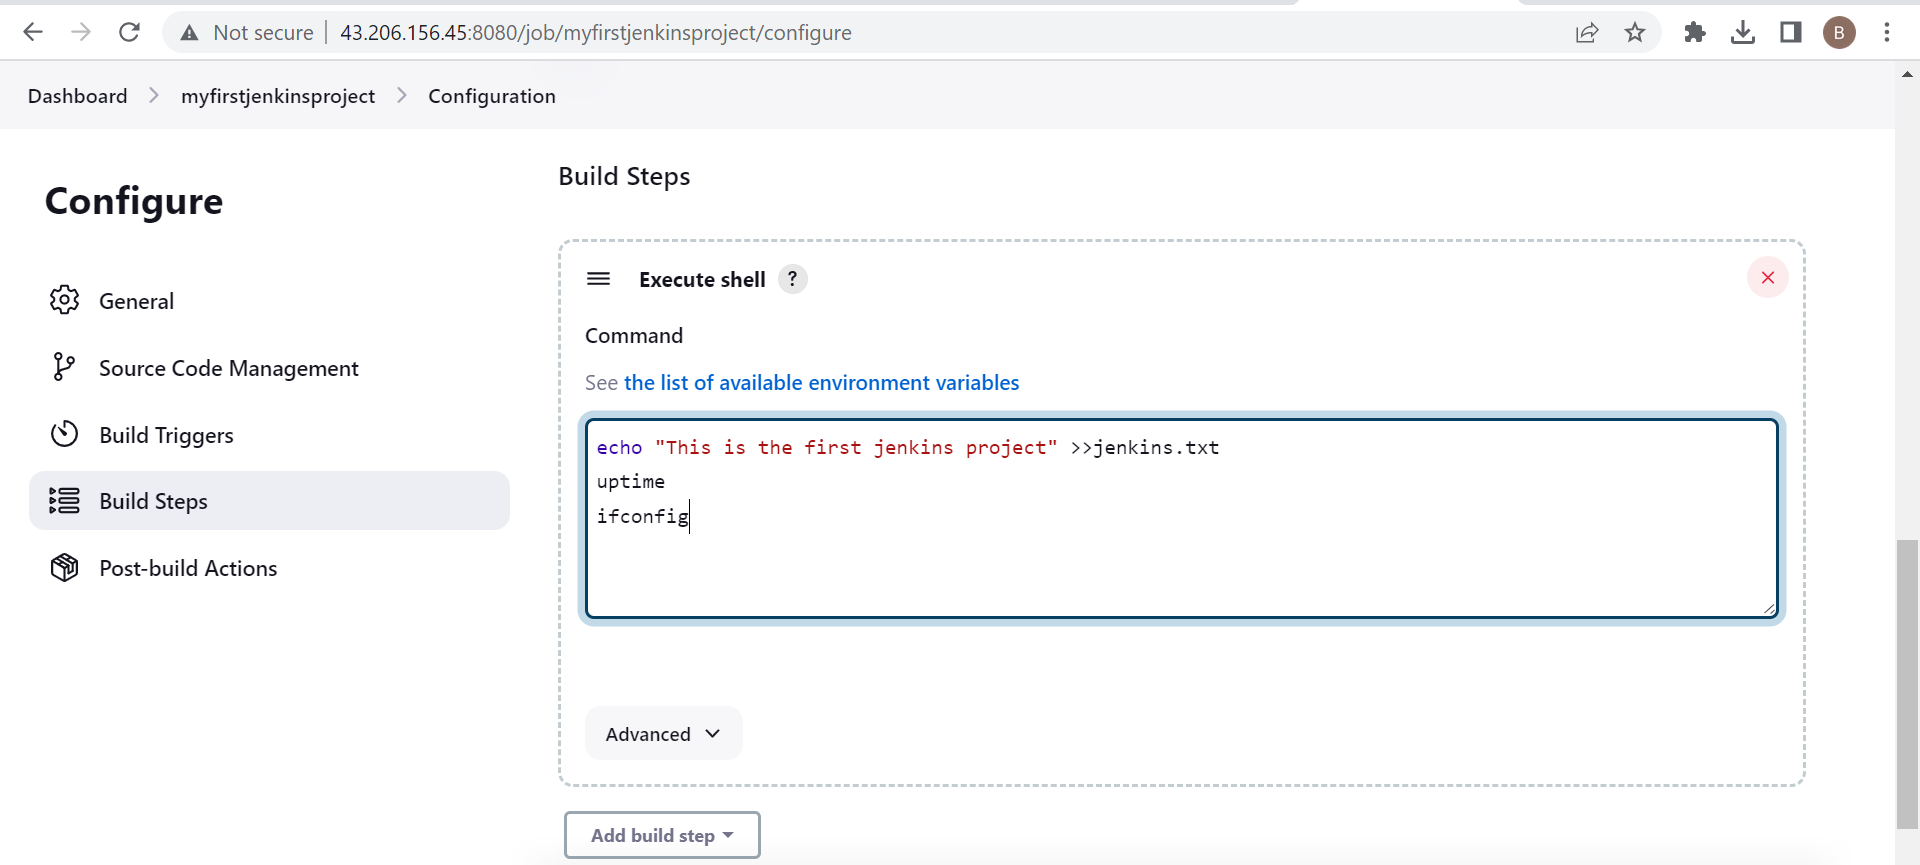 Not secure 43.206.156.45:8080/job/myfirstjenkinsproject/configure B
Dashboard myfirstjenkinsproject Configuration
Configure
General
Source Code Management
Build Triggers
Build Steps
Post-build Actions
Build Steps
Execute shell ?
Command
See the list of available environment variables
echo "This is the first jenkins project" >>jenkins.txt
uptime
ifconfig
Advanced
Add build step